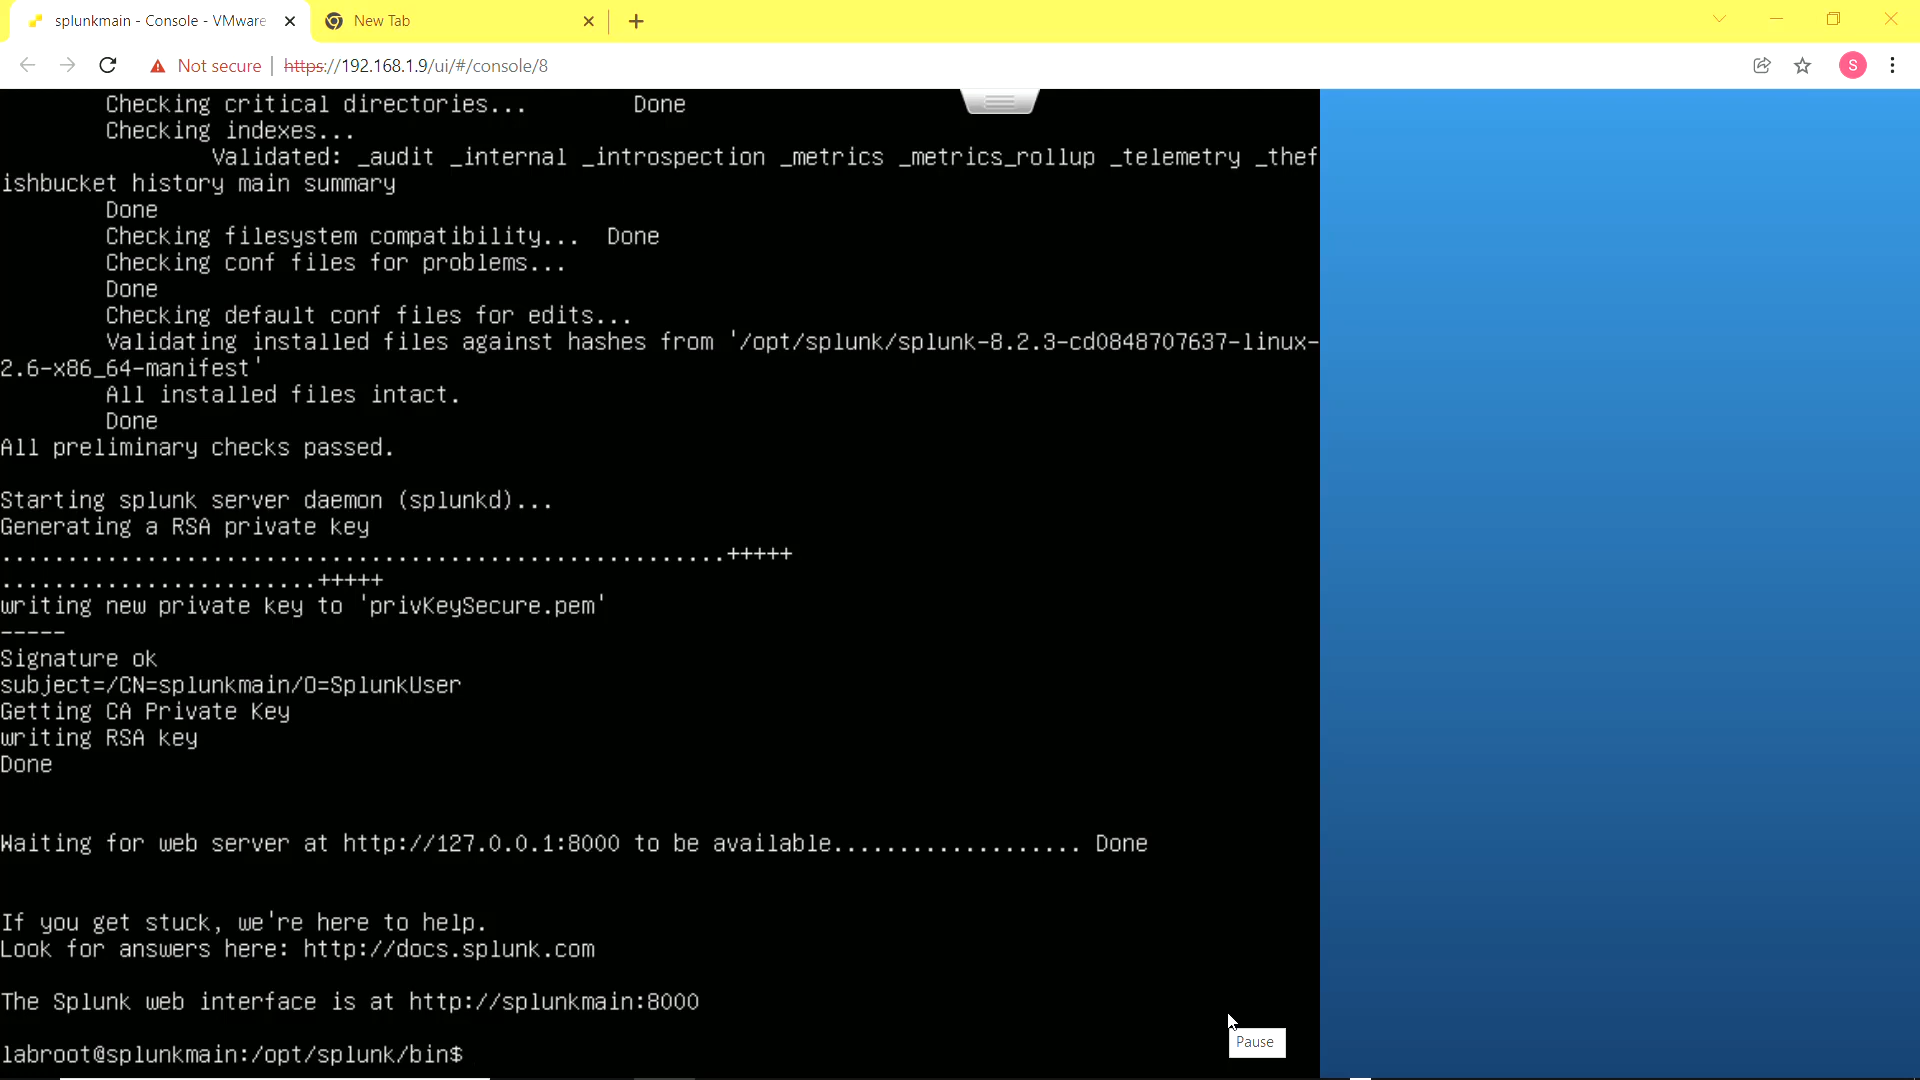 splunkmain - Console - VMware
New Tab
Not secure | https://192.168.1.9/ui/#/console/8
S
Checking critical directories... Done
Checking indexes...
Validated: _audit _internal _introspection _metrics _metrics_rollup _telemetry _thef
ishbucket history main summary
Done
Checking filesystem compatibility... Done
Checking conf files for problems...
Done
Checking default conf files for edits...
Validating installed files against hashes from '/opt/splunk/splunk-8.2.3-cd0848707637-linux-
2.6-x86_64-manifest'
All installed files intact.
Done
All preliminary checks passed.
Starting splunk server daemon (splunkd)...
Generating a RSA private key
.......................................................+++++
........................+++++
writing new private key to 'privKeySecure.pem'
-----
Signature ok
subject=/CN=splunkmain/O=SplunkUser
Getting CA Private Key
writing RSA key
Done
Waiting for web server at http://127.0.0.1:8000 to be available................... Done
If you get stuck, we're here to help.
Look for answers here: http://docs.splunk.com
The Splunk web interface is at http://splunkmain:8000
labroot@splunkmain:/opt/splunk/bin$
Pause